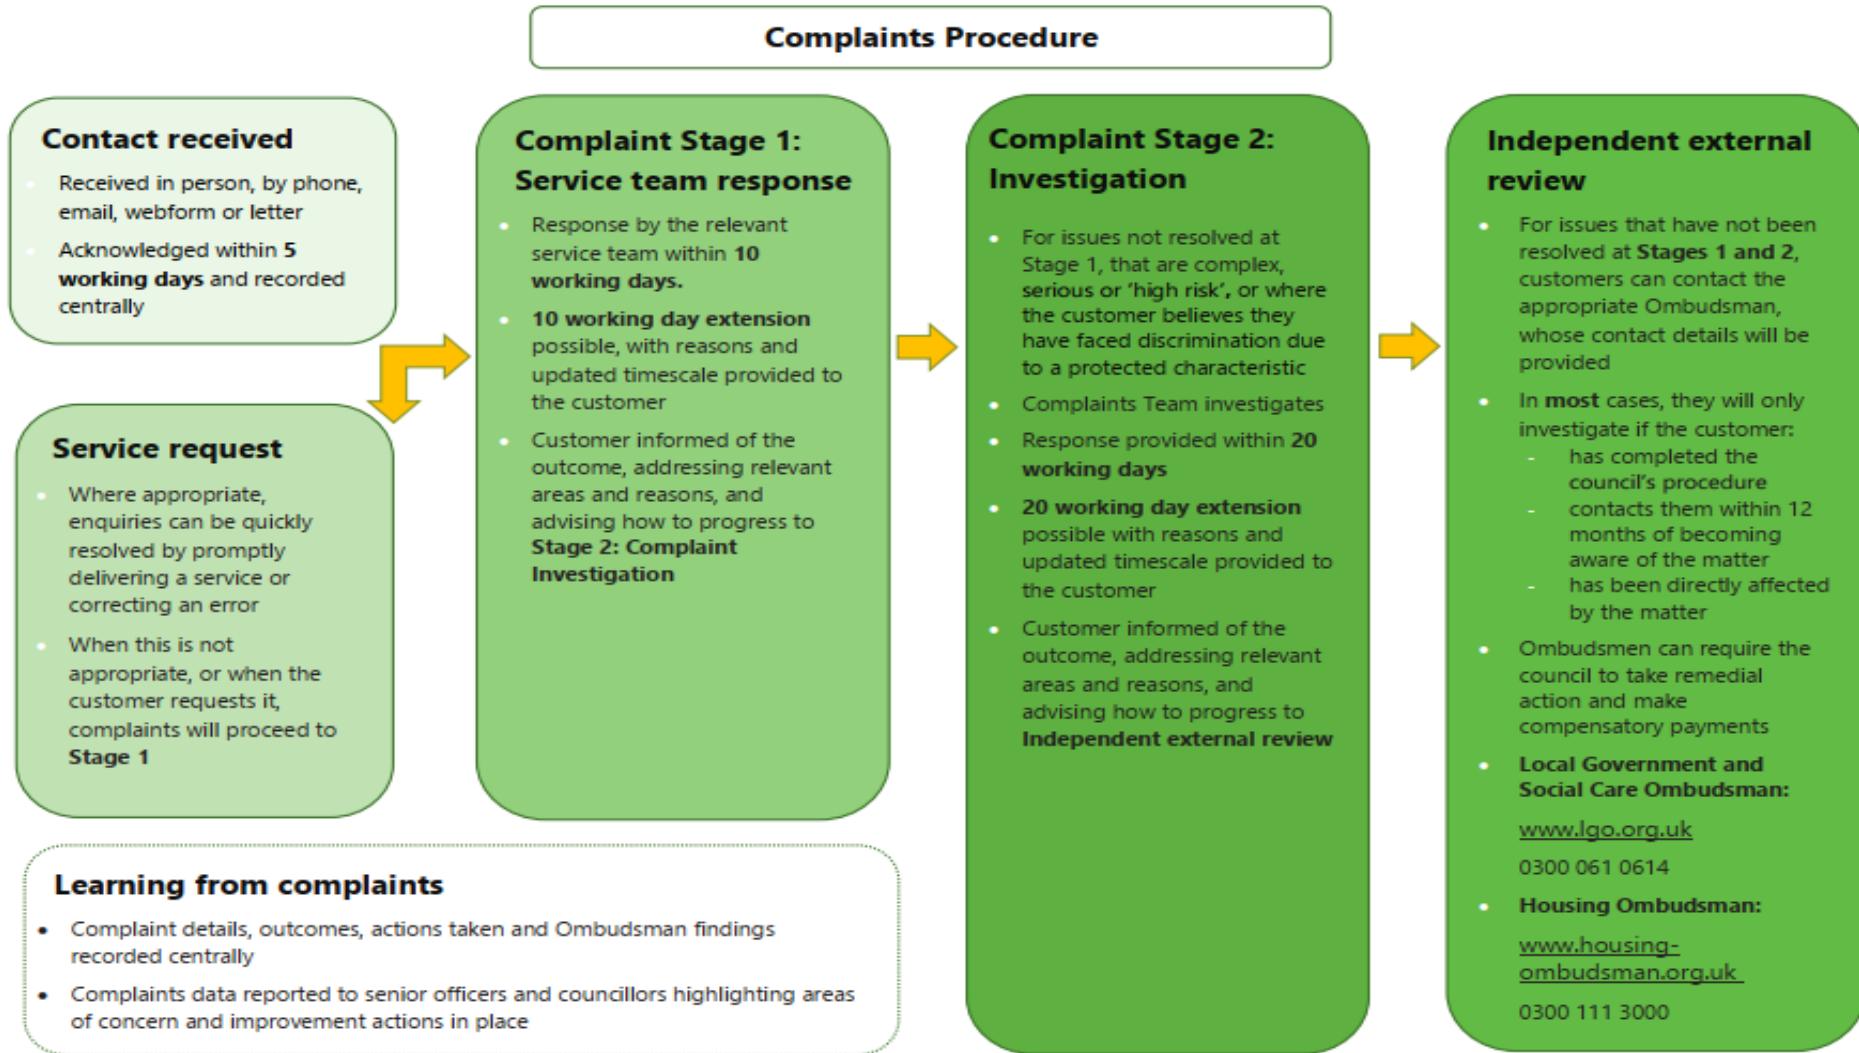 Complaints Procedure
Contact received
Received in person, by phone,
email, webform or letter
Acknowledged within 5
working days and recorded
centrally
Service request
• Where appropriate,
enquiries can be quickly
resolved by promptly
delivering a service or
correcting an error
• When this is not
appropriate, or when the
customer requests it,
complaints will proceed to
Stage 1
Complaint Stage 1:
Service team response
• Response by the relevant
service team within 10
working days.
• 10 working day extension
possible, with reasons and
updated timescale provided to
the customer
• Customer informed of the
outcome, addressing relevant
areas and reasons, and
advising how to progress to
Stage 2: Complaint
Investigation
Complaint Stage 2:
Investigation
• For issues not resolved at
Stage 1, that are complex,
serious or ‘high risk’, or where
the customer believes they
have faced discrimination due
to a protected characteristic
• Complaints Team investigates
• Response provided within 20
working days
• 20 working day extension
possible with reasons and
updated timescale provided to
the customer
• Customer informed of the
outcome, addressing relevant
areas and reasons, and
advising how to progress to
Independent external review
Independent external
review
• For issues that have not been
resolved at Stages 1 and 2,
customers can contact the
appropriate Ombudsman,
whose contact details will be
provided
• In most cases, they will only
investigate if the customer:
- has completed the
council’s procedure
- contacts them within 12
months of becoming
aware of the matter
- has been directly affected
by the matter
• Ombudsmen can require the
council to take remedial
action and make
compensatory payments
• Local Government and
Social Care Ombudsman:
www.lgo.org.uk
0300 061 0614
• Housing Ombudsman:
www.housing-
ombudsman.org.uk
0300 111 3000
Learning from complaints
• Complaint details, outcomes, actions taken and Ombudsman findings
recorded centrally
• Complaints data reported to senior officers and councillors highlighting areas
of concern and improvement actions in place